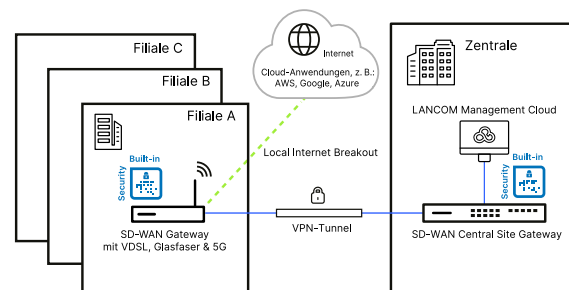 Filiale C
Filiale B
Filiale A
Built-in
Security
SD-WAN Gateway
mit VDSL, Glasfaser & 5G
Internet
Cloud-Anwendungen, z. B.:
AWS, Google, Azure
Local Internet Breakout
VPN-Tunnel
Zentrale
LANCOM Management Cloud
Built-in
Security
SD-WAN Central Site Gateway